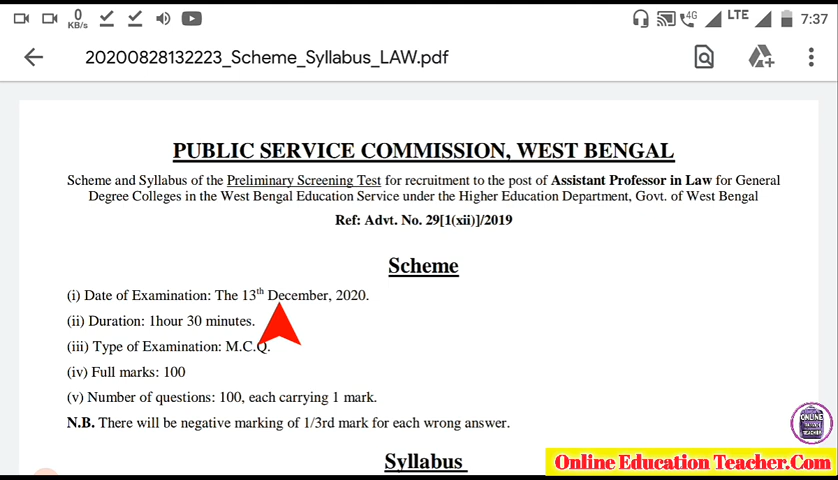 0
KB/s
4G
LTE
7:37
20200828132223_Scheme_Syllabus_LAW.pdf
PUBLIC SERVICE COMMISSION, WEST BENGAL
Scheme and Syllabus of the Preliminary Screening Test for recruitment to the post of Assistant Professor in Law for General
Degree Colleges in the West Bengal Education Service under the Higher Education Department, Govt. of West Bengal
Ref: Advt. No. 29[1(xii)]/2019
Scheme
(i) Date of Examination: The 13th December, 2020.
(ii) Duration: 1hour 30 minutes.
(iii) Type of Examination: M.C.Q.
(iv) Full marks: 100
(v) Number of questions: 100, each carrying 1 mark.
N.B. There will be negative marking of 1/3rd mark for each wrong answer.
ONLINE
TEACHER
Syllabus
Online Education Teacher.Com